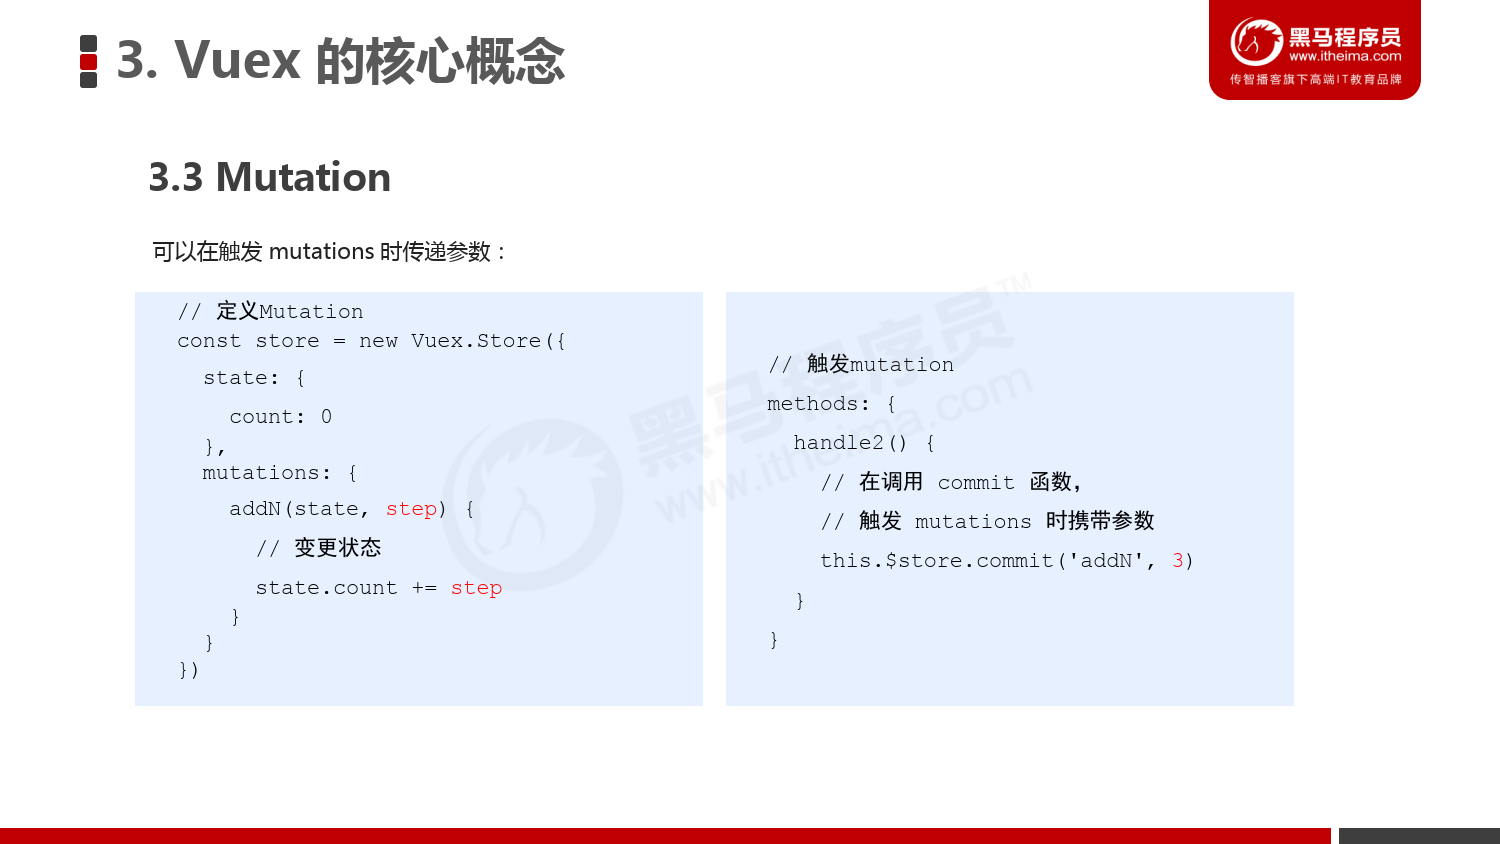 3. Vuex 的核心概念
黑马程序员
www.itheima.com
传智播客旗下高端IT教育品牌
3.3 Mutation
可以在触发 mutations 时传递参数：
// 定义Mutation
const store = new Vuex.Store({
state: {
count: 0
},
mutations: {
addN(state, step) {
// 变更状态
state.count += step
}
}
})
// 触发mutation
methods: {
handle2() {
// 在调用 commit 函数，
// 触发 mutations 时携带参数
this.$store.commit('addN', 3)
}
}
黑马程序员™
www.itheima.com